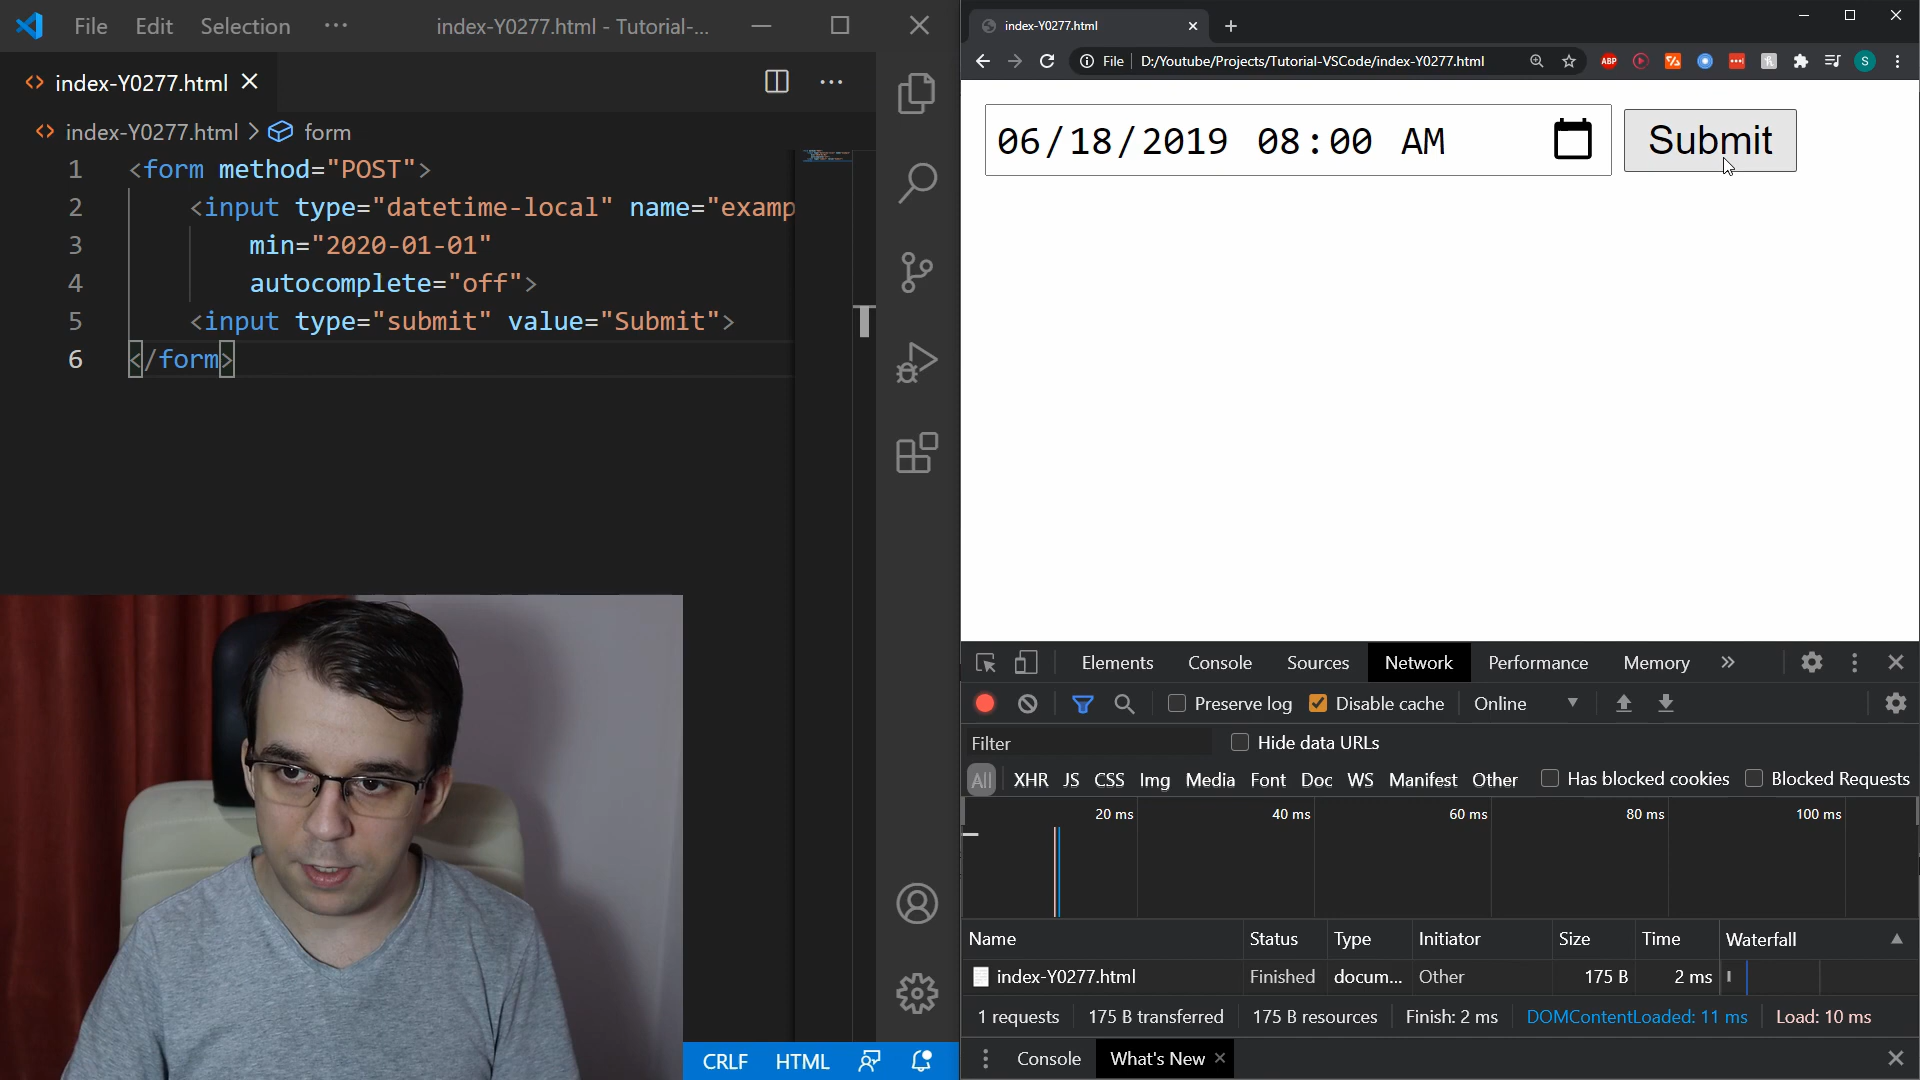 File Edit Selection ··· index-Y0277.html - Tutorial-...
index-Y0277.html
index-Y0277.html > form
1 <form method="POST">
2 <input type="datetime-local" name="examp
3 min="2020-01-01"
4 autocomplete="off">
5 <input type="submit" value="Submit">
6 </form>
CRLF HTML
index-Y0277.html
File D:/Youtube/Projects/Tutorial-VSCode/index-Y0277.html ABP S
06/18/2019 08:00 AM Submit
Elements Console Sources Network Performance Memory »
Preserve log Disable cache Online
Filter Hide data URLs
All XHR JS CSS Img Media Font Doc WS Manifest Other Has blocked cookies Blocked Requests
20 ms 40 ms 60 ms 80 ms 100 ms
Name Status Type Initiator Size Time Waterfall
index-Y0277.html Finished docum... Other 175 B 2 ms
1 requests 175 B transferred 175 B resources Finish: 2 ms DOMContentLoaded: 11 ms Load: 10 ms
Console What's New